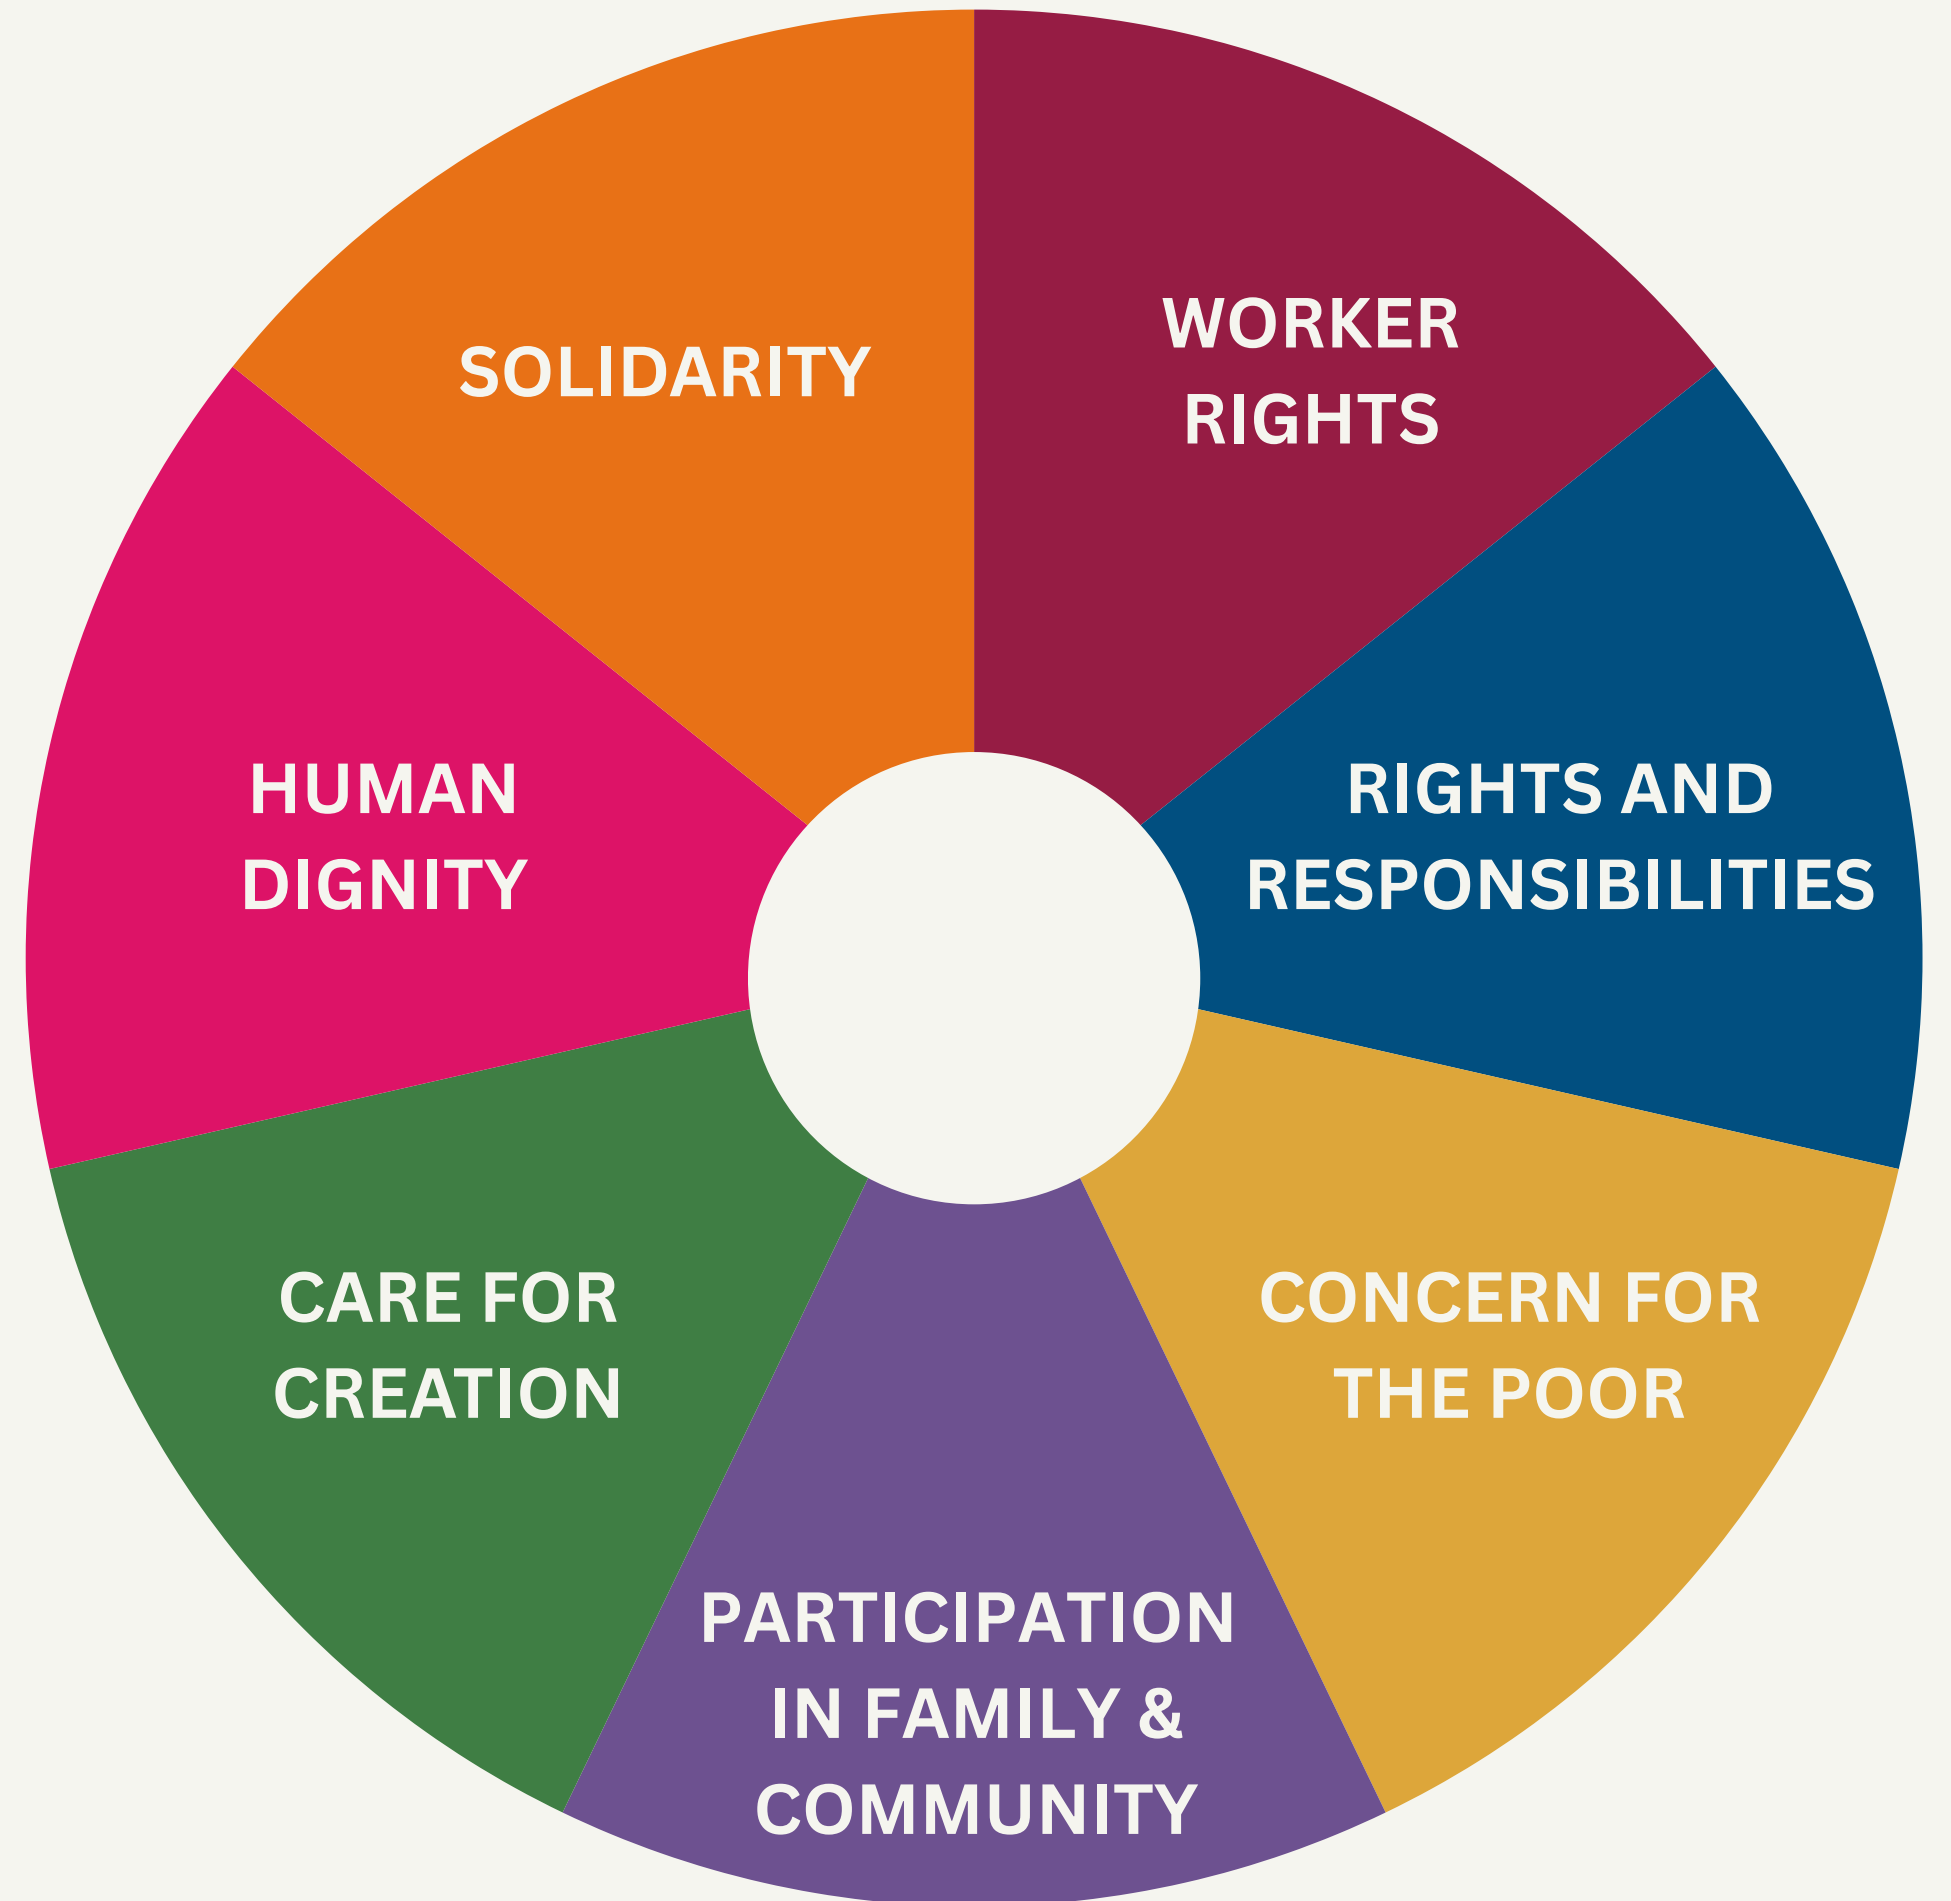 SOLIDARITY
WORKER
RIGHTS
HUMAN
DIGNITY
RIGHTS AND
RESPONSIBILITIES
CARE FOR
CREATION
CONCERN FOR
THE POOR
PARTICIPATION
IN FAMILY &
COMMUNITY